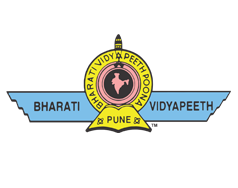 BHARATI VIDYAPEETH POONA
BHARATI VIDYAPEETH
PUNE
TM